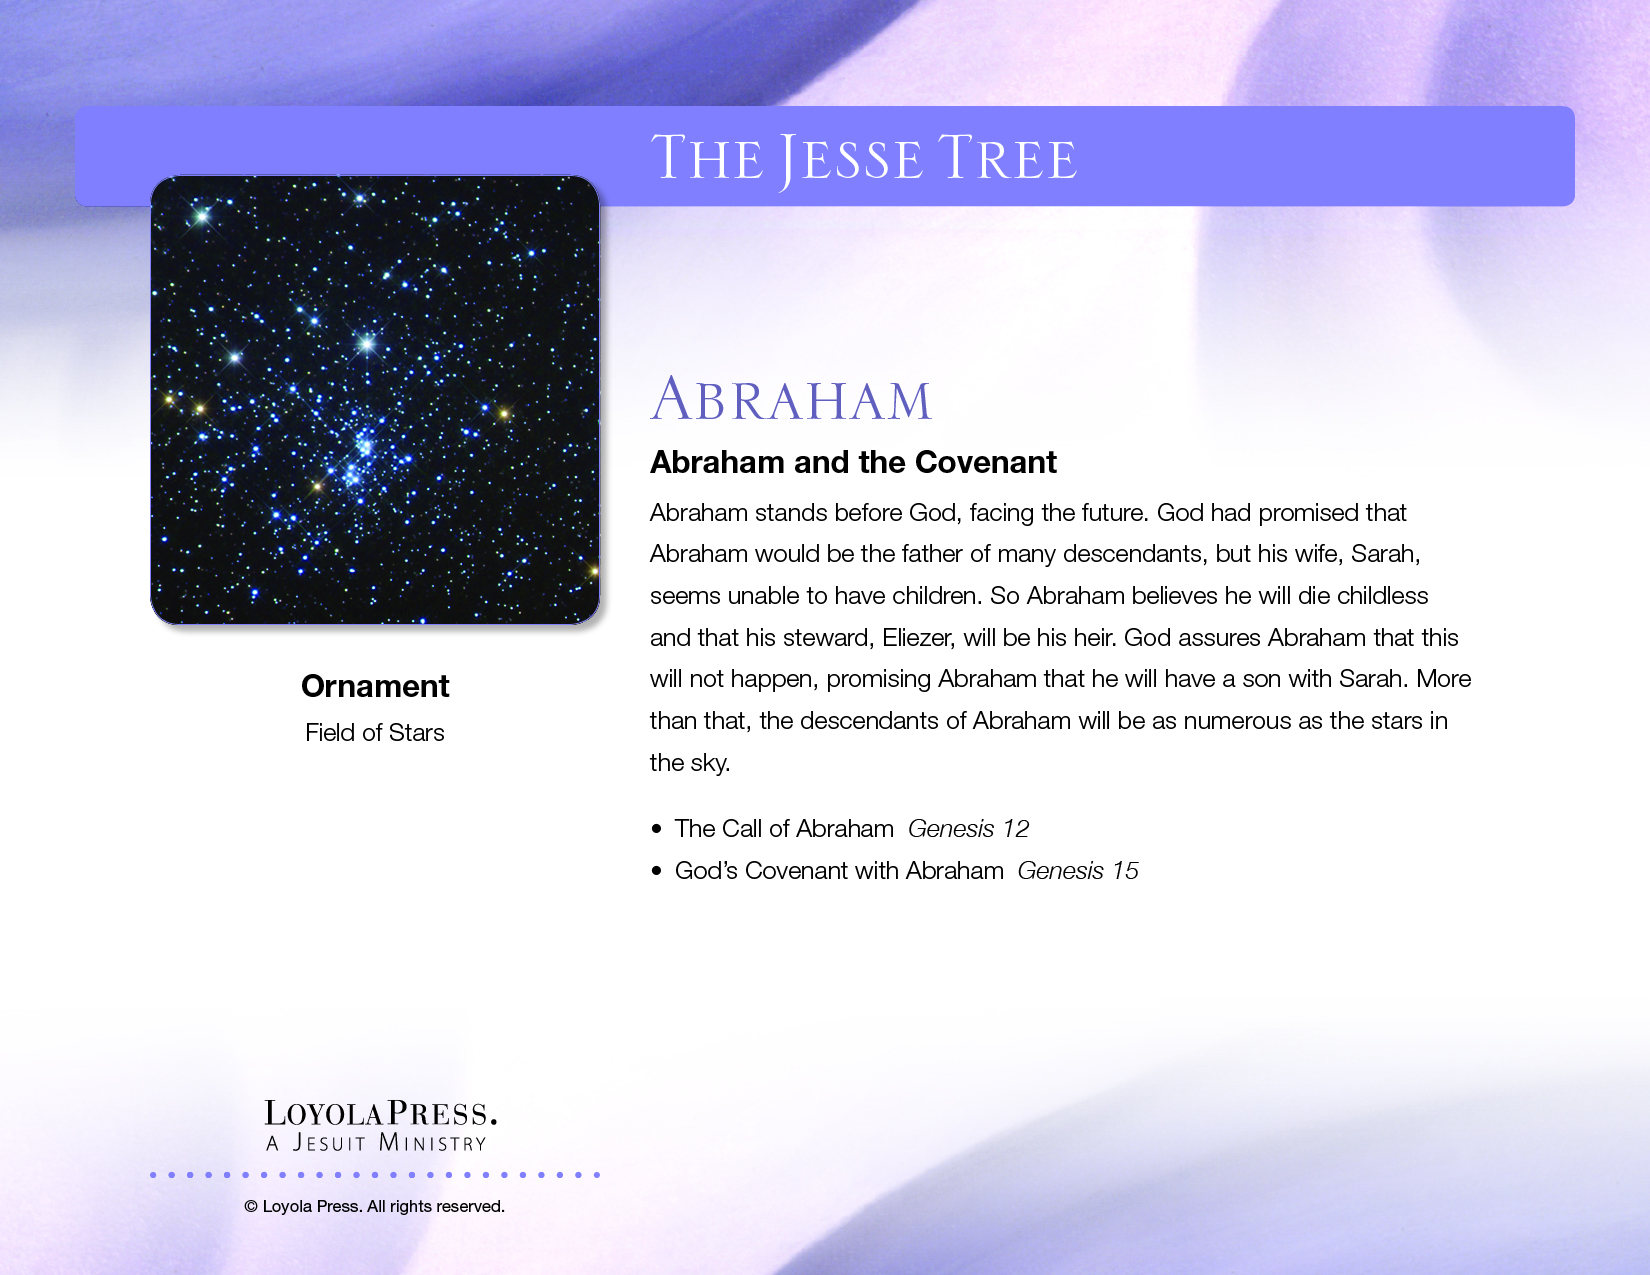 The Jesse Tree
Ornament
Field of Stars
Abraham
Abraham and the Covenant
Abraham stands before God, facing the future. God had promised that
Abraham would be the father of many descendants, but his wife, Sarah,
seems unable to have children. So Abraham believes he will die childless
and that his steward, Eliezer, will be his heir. God assures Abraham that this
will not happen, promising Abraham that he will have a son with Sarah. More
than that, the descendants of Abraham will be as numerous as the stars in
the sky.
• The Call of Abraham Genesis 12
• God’s Covenant with Abraham Genesis 15
LoyolaPress.
A Jesuit Ministry
© Loyola Press. All rights reserved.